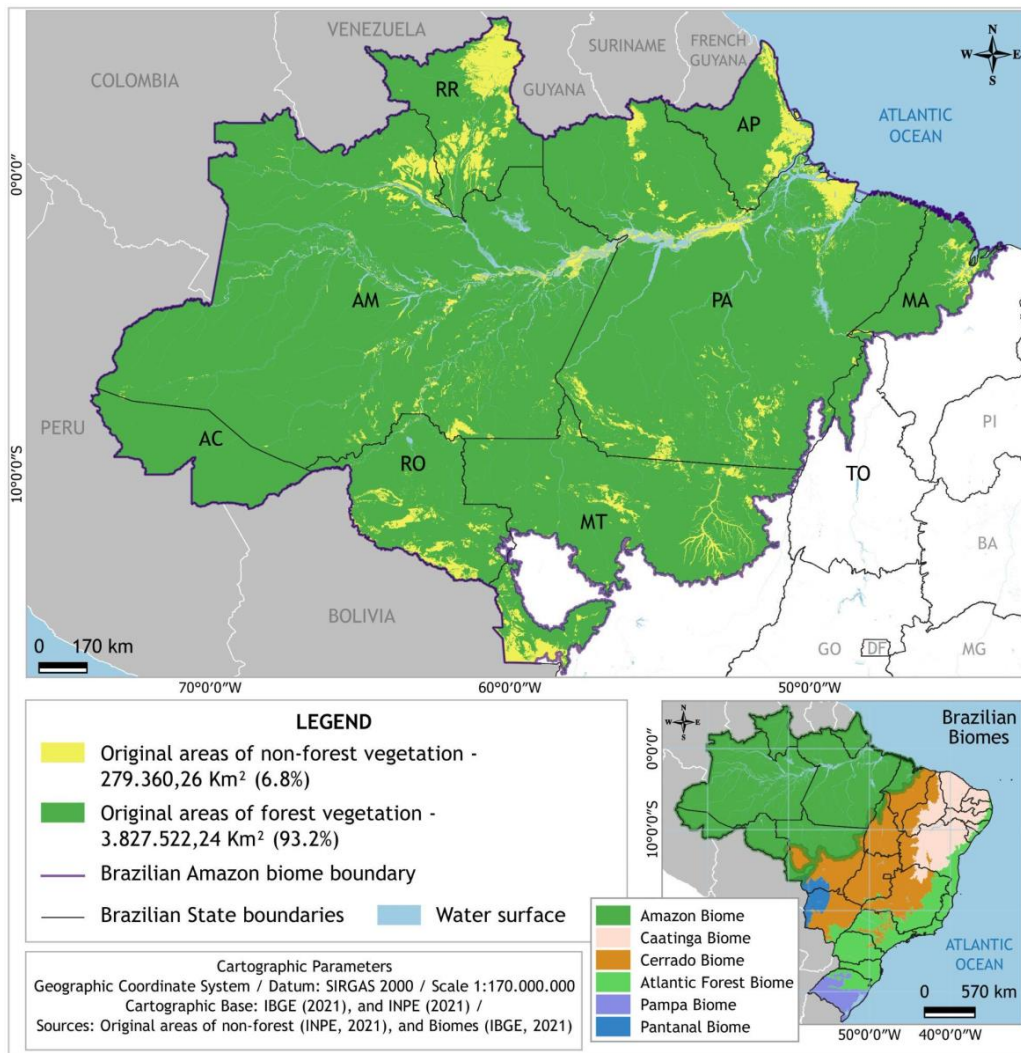 VENEZUELA
SURINAME
FRENCH
GUYANA
N
W E
S
COLOMBIA
RR
GUYANA
AP
ATLANTIC
OCEAN
0°0'0"
AM
PA
MA
PERU
AC
RO
PI
TO
10°0'0"S
MT
BA
BOLIVIA
GO
DF
MG
0 170 km
70°0'0"W
60°0'0"W
50°0'0"W
LEGEND
Original areas of non-forest vegetation -
279.360,26 Km² (6.8%)
Original areas of forest vegetation -
3.827.522,24 Km² (93.2%)
Brazilian Amazon biome boundary
Brazilian State boundaries
Water surface
Cartographic Parameters
Geographic Coordinate System / Datum: SIRGAS 2000 / Scale 1:170.000.000
Cartographic Base: IBGE (2021), and INPE (2021) /
Sources: Original areas of non-forest (INPE, 2021), and Biomes (IBGE, 2021)
N
W E
S
Brazilian
Biomes
0°0'0"
10°0'0"S
Amazon Biome
Caatinga Biome
Cerrado Biome
Atlantic Forest Biome
Pampa Biome
Pantanal Biome
ATLANTIC
OCEAN
0 570 km
50°0'0"W
40°0'0"W